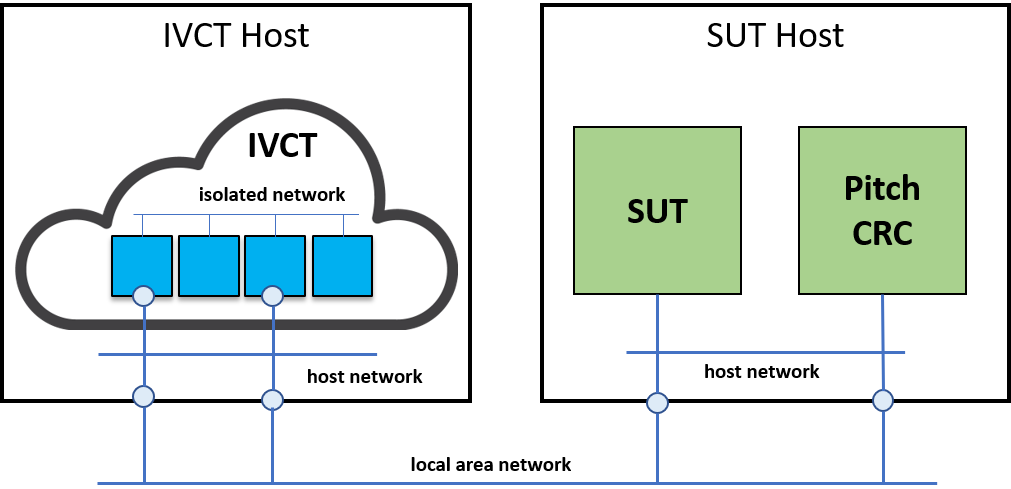 IVCT Host
IVCT
isolated network
host network
SUT Host
SUT
Pitch
CRC
host network
local area network